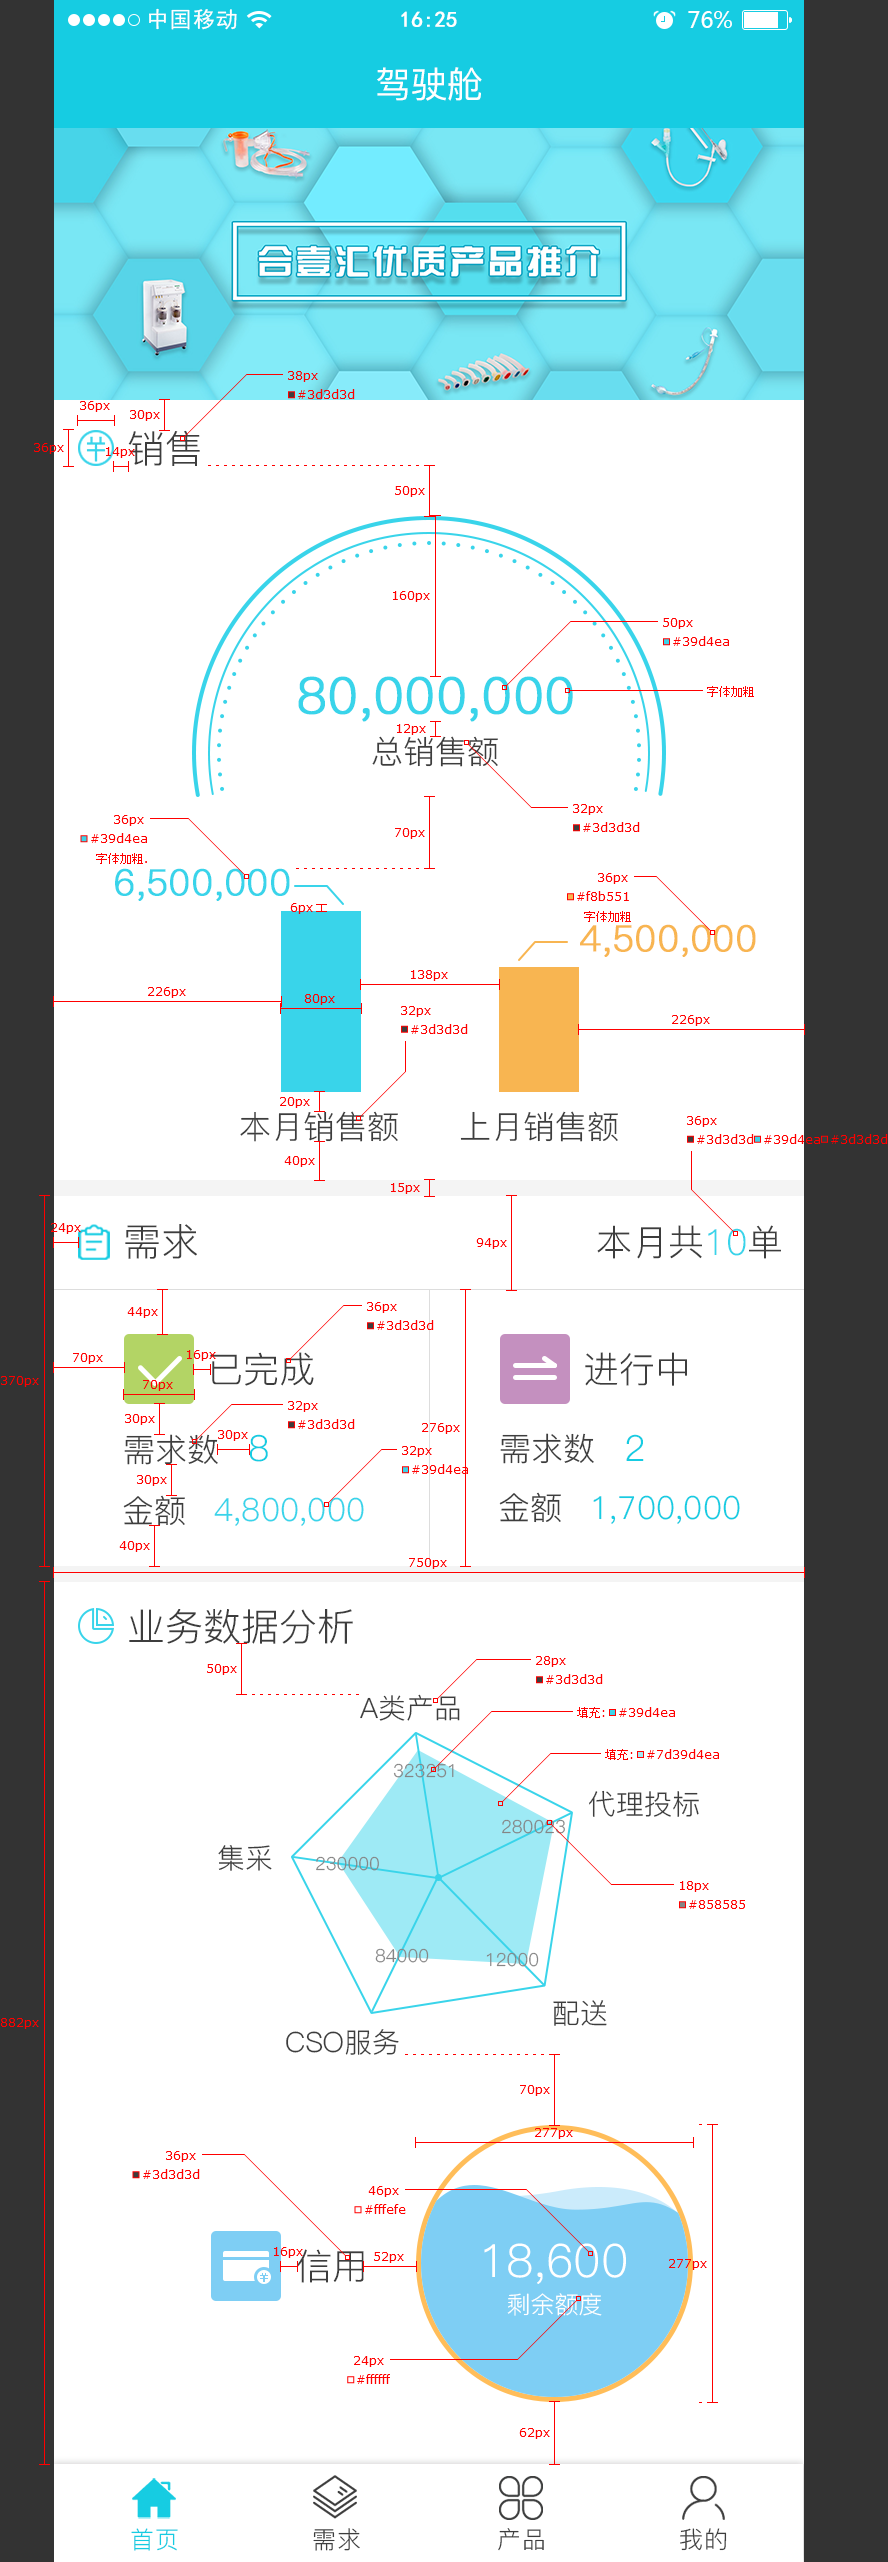 中国移动 16:25 76%
驾驶舱
合壹汇优质产品推介
38px
#3d3d3d
36px
30px
36px
14px
销售
50px
160px
50px
#39d4ea
80,000,000
字体加粗
12px
总销售额
32px
#3d3d3d
70px
36px
#39d4ea
字体加粗.
6,500,000
36px
#f8b551
字体加粗
4,500,000
6px
138px
226px
80px
32px
#3d3d3d
226px
20px
本月销售额 上月销售额
40px
36px
#3d3d3d #39d4ea #3d3d3d
15px
24px
需求
94px
本月共10单
44px
36px
#3d3d3d
70px
16px
已完成
进行中
370px
70px
30px
32px
#3d3d3d
276px
30px
需求数 8
需求数 2
32px
#39d4ea
30px
金额 4,800,000
金额 1,700,000
40px
750px
业务数据分析
50px
28px
#3d3d3d
A类产品
填充: #39d4ea
填充: #7d39d4ea
323251
代理投标
280023
集采
230000
18px
#858585
84000
12000
配送
CSO服务
882px
70px
277px
36px
#3d3d3d
46px
#fffefe
16px
信用
52px
18,600
277px
剩余额度
24px
#ffffff
62px
首页 需求 产品 我的